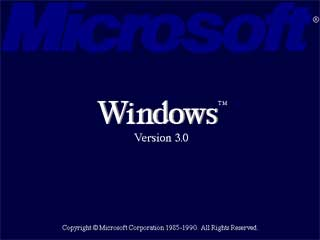 Microsoft®
Windows™
Version 3.0
Copyright © Microsoft Corporation 1985-1990.  All Rights Reserved.